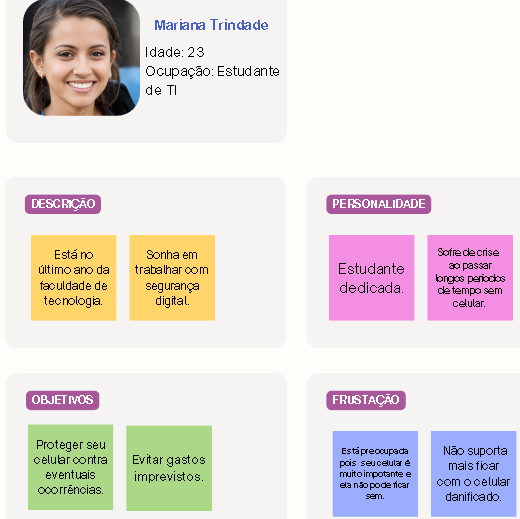 Mariana Trindade
Idade: 23
Ocupação: Estudante
de TI
DESCRIÇÃO
Está no
último ano da
faculdade de
tecnologia.
Sonha em
trabalhar com
segurança
digital.
PERSONALIDADE
Estudante
dedicada.
Sofre de crise
ao passar
longos períodos
de tempo sem
celular.
OBJETIVOS
Proteger seu
celular contra
eventuais
ocorrências.
Evitar gastos
imprevistos.
FRUSTAÇÃO
Está preocupada
pois seu celular é
muito impotante e
ela não pode ficar
sem.
Não suporta
mais ficar
com o celular
danificado.